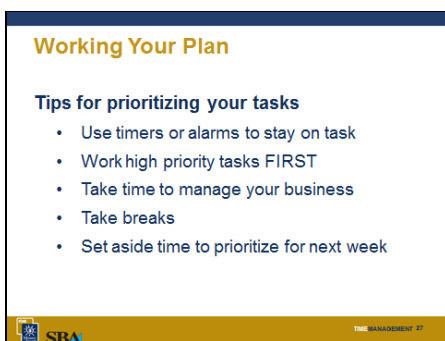 Working Your Plan
Tips for prioritizing your tasks
• Use timers or alarms to stay on task
• Work high priority tasks FIRST
• Take time to manage your business
• Take breaks
• Set aside time to prioritize for next week
SBA
TIME MANAGEMENT 27